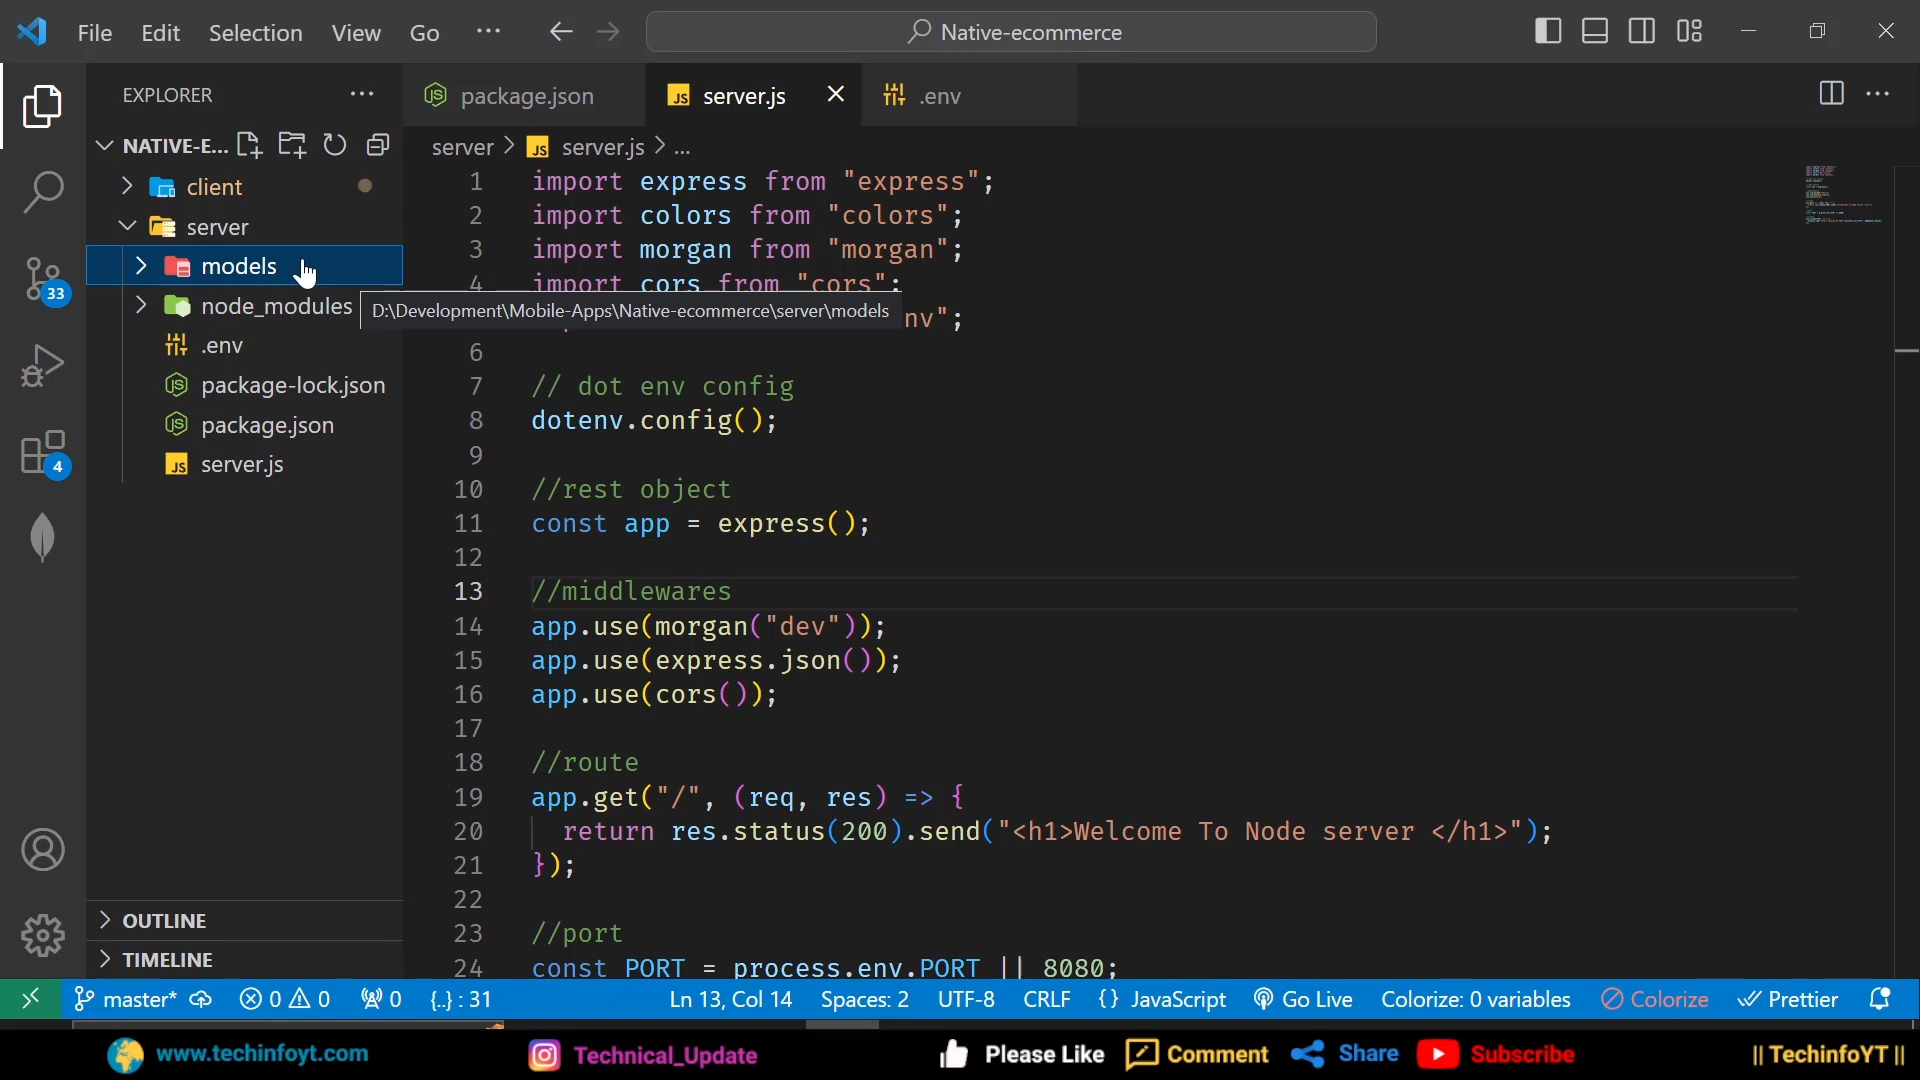 File Edit Selection View Go ··· Native-ecommerce
EXPLORER ···
package.json
JS server.js
.env
NATIVE-E...
server > JS server.js > ...
client
server
models
node_modules
.env
package-lock.json
package.json
JS server.js
D:\Development\Mobile-Apps\Native-ecommerce\server\models
33
4
1 import express from "express";
2 import colors from "colors";
3 import morgan from "morgan";
4 import cors from "cors";
nv";
6
7 // dot env config
8 dotenv.config();
9
10 //rest object
11 const app = express();
12
13 //middlewares
14 app.use(morgan("dev"));
15 app.use(express.json());
16 app.use(cors());
17
18 //route
19 app.get("/", (req, res) => {
20 return res.status(200).send("<h1>Welcome To Node server </h1>");
21 });
22
23 //port
24 const PORT = process.env.PORT || 8080;
OUTLINE
TIMELINE
master* 0 0 0 {..} : 31 Ln 13, Col 14 Spaces: 2 UTF-8 CRLF {} JavaScript Go Live Colorize: 0 variables Colorize Prettier
www.techinfoyt.com Technical_Update Please Like Comment Share Subscribe || TechinfoYT ||